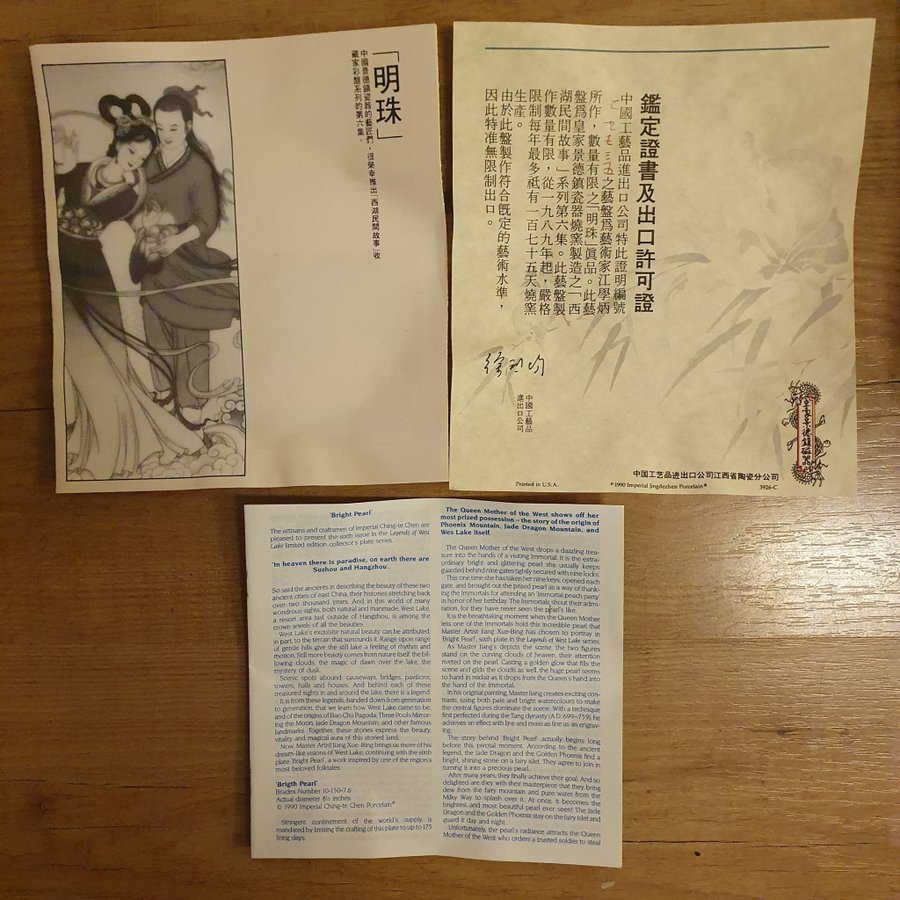 「明珠」
中國景德鎮瓷器的藝匠們，很榮幸推出「西湖民間故事」收
藏家彩盤系列的第六集。
鑑定證書及出口許可證
中國工藝品進出口公司特此證明編號
七五三五之藝盤爲藝術家江學炳
所作，數量有限之「明珠」眞品。此藝
盤爲皇家景德鎮瓷器燒窯製造之「西
湖民間故事」系列第六集。此藝盤製
作數量有限，從一九八九年起，嚴格
限制每年最多祇有一百七十五天燒窯
生產。
由於此盤製作符合旣定的藝術水準，
因此特准無限制出口。
中國工藝品
進出口公司
中国工艺品进出口公司江西省陶瓷分公司
Printed in U.S.A.
©1990 Imperial Jingdezhen Porcelain®
3926-C
'Bright Pearl'
The artisans and craftsmen of Imperial Ching-te Chen are
pleased to present the sixth issue in the Legends of West
Lake limited edition collector's plate series.
'In heaven there is paradise, on earth there are
Suzhou and Hangzhou'.
So said the ancients in describing the beauty of these two
ancient cities of east China, their histories stretching back
over two thousand years. And in this world of many
wondrous sights, both natural and manmade, West Lake,
a resort area just outside of Hangzhou, is among the
crown jewels of all the beauties.
West Lake's exquisite natural beauty can be attributed,
in part, to the terrain that surrounds it. Range upon range
of gentle hills give the still lake a feeling of rhythm and
motion. Still more beauty comes from nature itself, the bil-
lowing clouds, the magic of dawn over the lake, the
mystery of dusk.
Scenic spots abound: causeways, bridges, pavilions,
towers, halls and houses. And behind each of these
treasured sights in and around the lake, there is a legend.
It is from these legends, handed down from generation
to generation, that we learn how West Lake came to be,
and of the origins of Bao Chu Pagoda, Three Pools Mirror-
ing the Moon, Jade Dragon Mountain, and other famous
landmarks. Together, these stories express the beauty,
vitality and magical aura of this storied land.
Now, Master Artist Jiang Xue-Bing brings us more of his
dream-like visions of West Lake, continuing with the sixth
plate 'Bright Pearl', a work inspired by one of the region's
most beloved folktales.
'Brigth Pearl'
Bradex Number 10-I50-7.6
Actual diameter 8½ inches.
© 1990 Imperial Ching-te Chen Porcelain®
Stringent confinement of the world's supply is
mandated by limiting the crafting of this plate to up to 175
firing days.
The Queen Mother of the West shows off her
most prized possession – the story of the origin of
Phoenix Mountain, Jade Dragon Mountain, and
Wes Lake itself.
The Queen Mother of the West drops a dazzling trea-
sure into the hands of a visiting Immortal. It is the extra-
ordinary bright and glittering pearl she usually keeps
guarded behind nine gates tightly secured with nine locks.
This one time she has taken her nine keys, opened each
gate, and brought out the prized pearl as a way of thank-
ing the Immortals for attending an 'immortal peach party'
in honor of her birthday. The Immortals shout their admi-
ration, for they have never seen the pearl's like.
It is the breathtaking moment when the Queen Mother
lets one of the Immortals hold this incredible pearl that
Master Artist Jiang Xue-Bing has chosen to portray in
'Bright Pearl', sixth plate in the Legends of West Lake series.
As Master Jiang's depicts the scene, the two figures
stand on the curving clouds of heaven, their attention
riveted on the pearl. Casting a golden glow that fills the
scene and gilds the clouds as well, the huge pearl seems
to hand in midair as it drops from the Queen's hand into
the hand of the Immortal.
In his original painting, Master Jiang creates exciting con-
trasts, using both pale and bright watercolours to make
the central figures dominate the scene. With a technique
first perfected during the Tang dynasty (A.D. 699–759), he
achieves an effect with line and mass as fine as an engrav-
ing.
The story behind 'Bright Pearl' actually begins long
before this pivotal moment. According to the ancient
legend, the Jade Dragon and the Golden Phoenix find a
bright, shining stone on a fairy islet. They agree to join in
turning it into a precious pearl.
After many years, they finally achieve their goal. And so
delighted are they with their masterpiece that they bring
dew from the fairy mountain and pure water from the
Milky Way to splash over it. At once, it becomes the
brightest and most beautiful pearl ever seen! The Jade
Dragon and the Golden Phoenix stay on the fairy islet and
guard it day and night.
Unfortunately, the pearl's radiance attracts the Queen
Mother of the West who orders a trusted soldier to steal